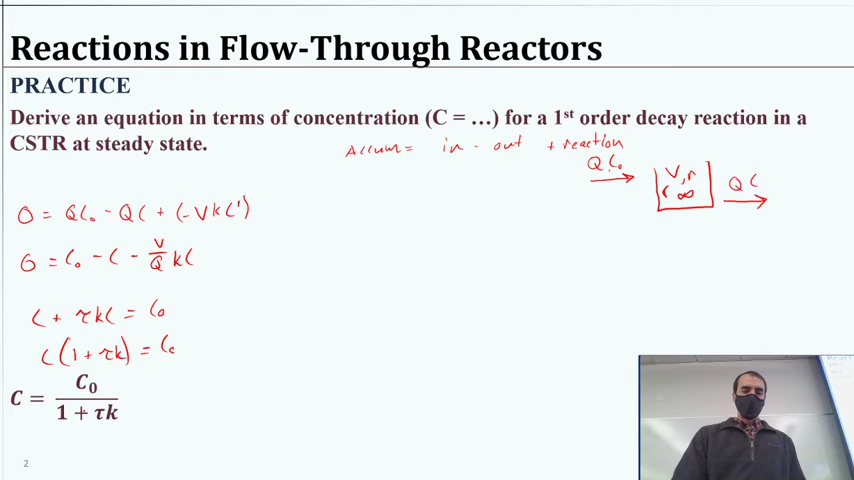 Reactions in Flow-Through Reactors
PRACTICE
Derive an equation in terms of concentration (C = …) for a 1st order decay reaction in a
CSTR at steady state.
Accum = in - out + reaction
QC₀
V, r
QC
0 = QC₀ - QC + (-VkC¹)
0 = C₀ - C - V/Q kC
C + τkC = C₀
C(1 + τk) = C₀
C = C₀ / (1 + τk)
2